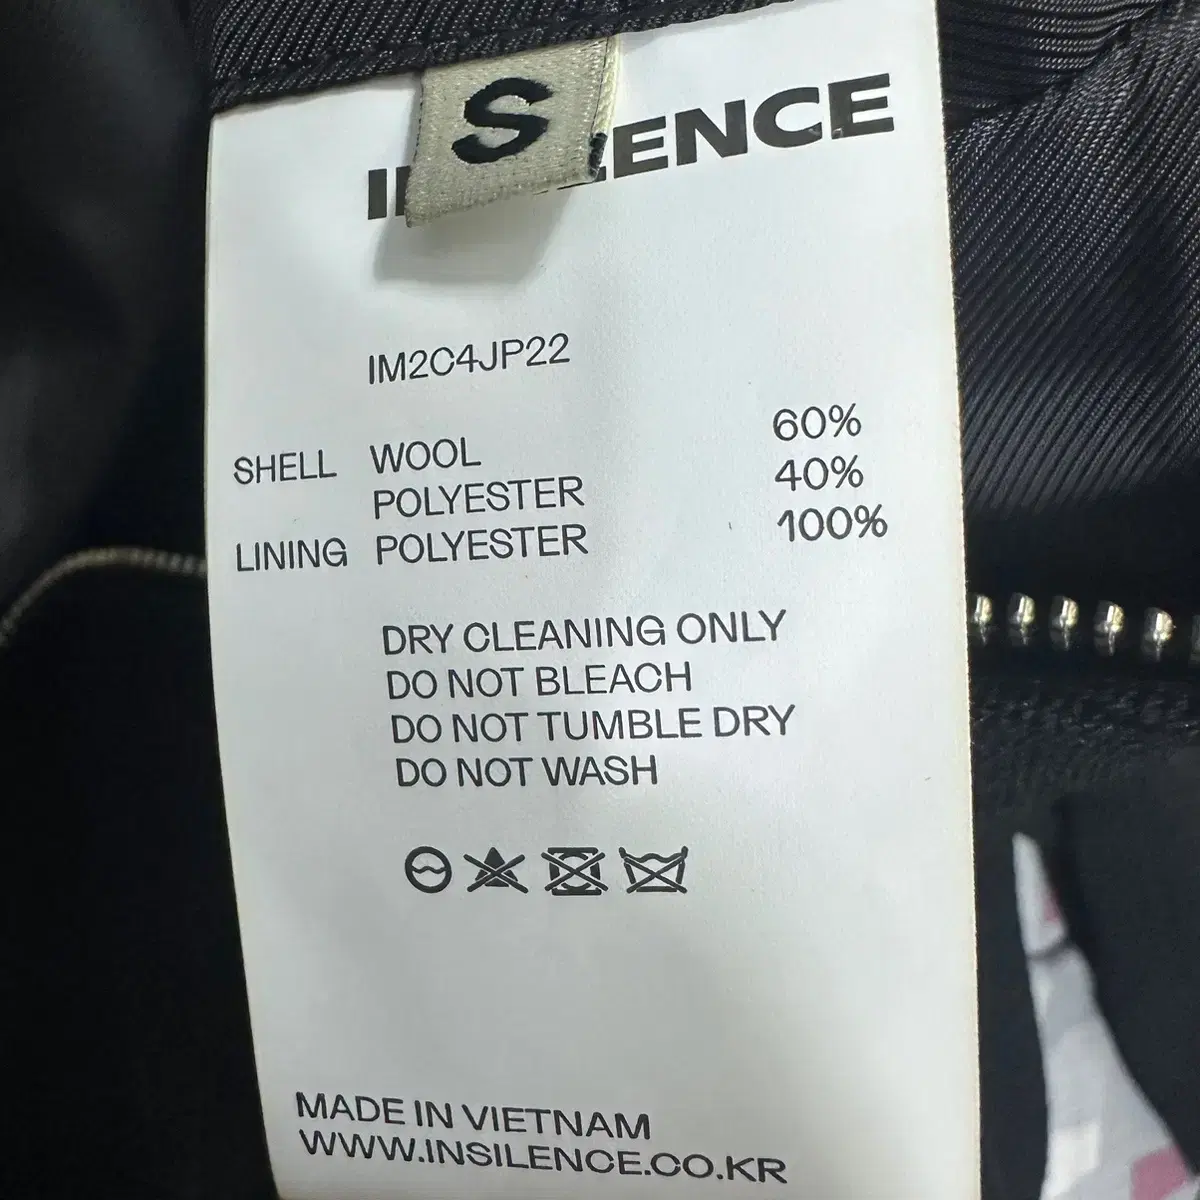 S
ENCE
IM2C4JP22
SHELL WOOL 60%
POLYESTER 40%
LINING POLYESTER 100%
DRY CLEANING ONLY
DO NOT BLEACH
DO NOT TUMBLE DRY
DO NOT WASH
MADE IN VIETNAM
WWW.INSILENCE.CO.KR